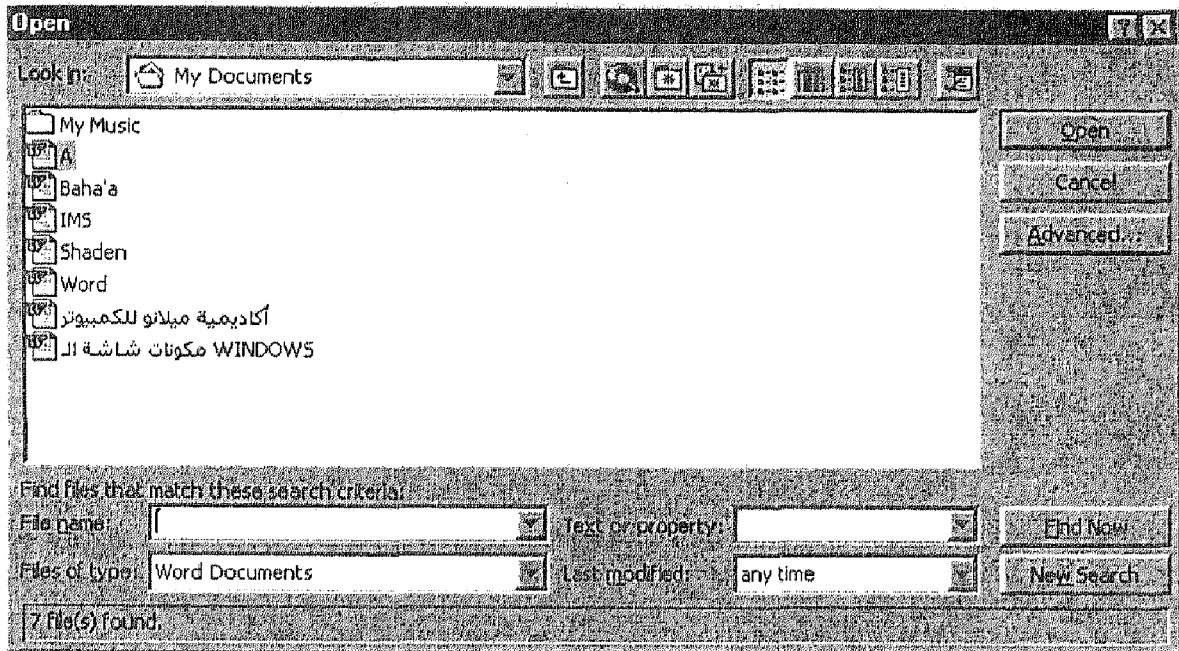 Open
Look in: My Documents
My Music
A
Baha'a
IMS
Shaden
Word
أكاديمية ميلانو للكمبيوتر
مكونات شاشة الـ WINDOWS
Open
Cancel
Advanced...
Find files that match these search criteria:
File name: Text or property: Find Now
Files of type: Word Documents Last modified: any time New Search
7 file(s) found.